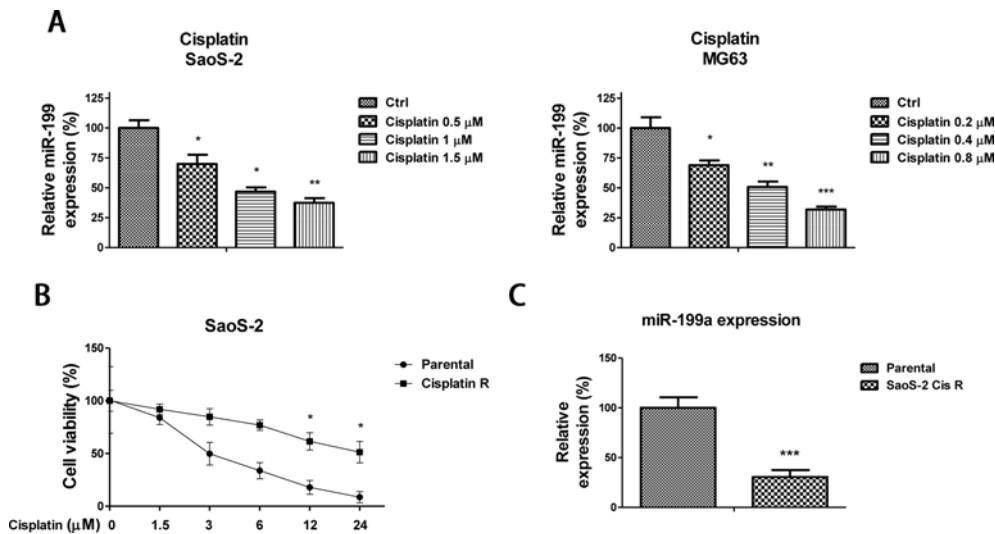 A
Cisplatin
SaoS-2
Relative miR-199
expression (%)
125
100
75
50
25
0
*
*
**
Ctrl
Cisplatin 0.5 μM
Cisplatin 1 μM
Cisplatin 1.5 μM
Cisplatin
MG63
Relative miR-199
expression (%)
125
100
75
50
25
0
*
**
***
Ctrl
Cisplatin 0.2 μM
Cisplatin 0.4 μM
Cisplatin 0.8 μM
B
SaoS-2
Cell viability (%)
150
100
50
0
*
*
Parental
Cisplatin R
Cisplatin (μM) 0 1.5 3 6 12 24
C
miR-199a expression
Relative
expression (%)
150
100
50
0
***
Parental
SaoS-2 Cis R